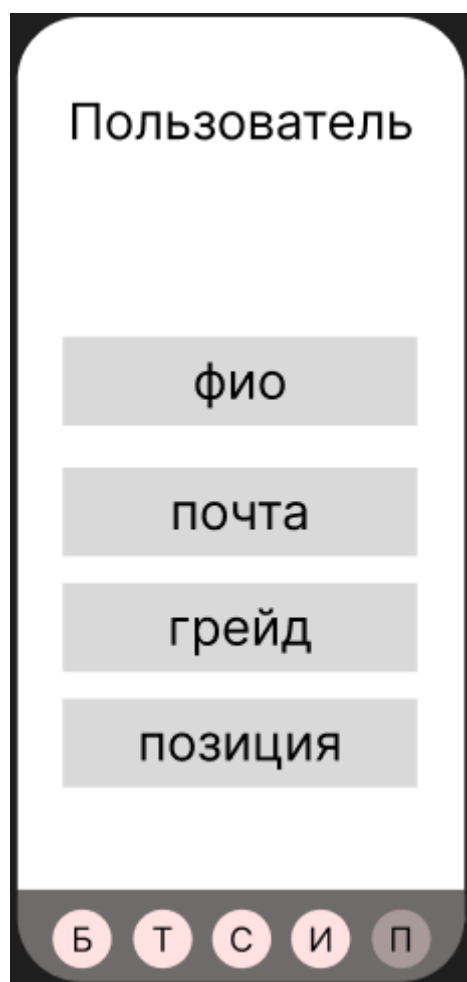 Пользователь
фио
почта
грейд
позиция
Б Т С И П